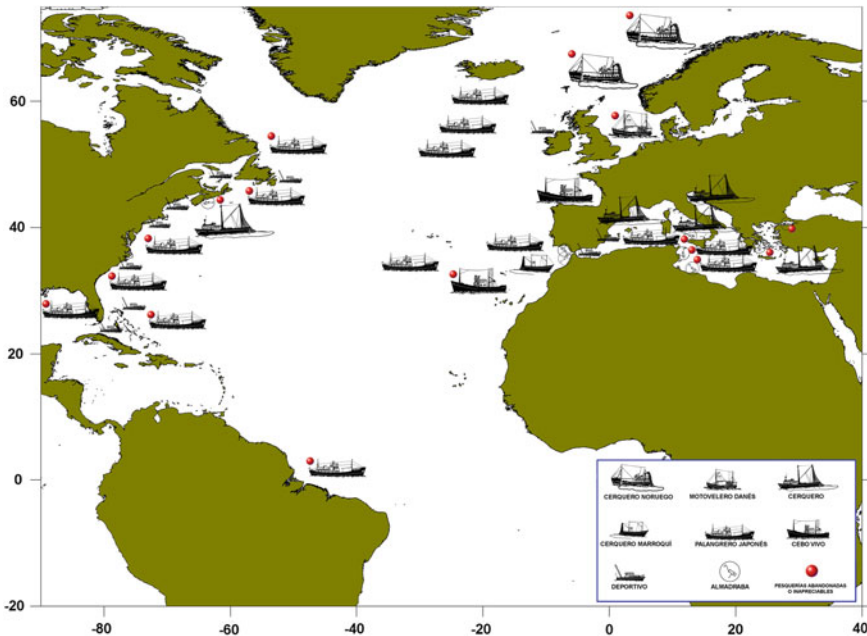 60
40
20
0
-20
-80
-60
-40
-20
0
20
40
CERQUERO NORUEGO
MOTOVELERO DANÉS
CERQUERO
CERQUERO MARROQUÍ
PALANGRERO JAPONÉS
CEBO VIVO
DEPORTIVO
ALMADRABA
PESQUERÍAS ABANDONADAS
O INAPRECIABLES